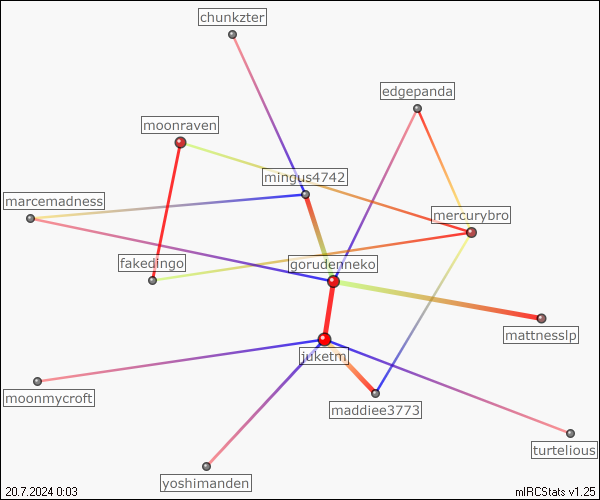 chunkzter
edgepanda
moonraven
mingus4742
marcemadness
mercurybro
fakedingo
gorudenneko
mattnesslp
juketm
moonmycroft
maddiee3773
turtelious
yoshimanden
20.7.2024 0:03
mIRCStats v1.25